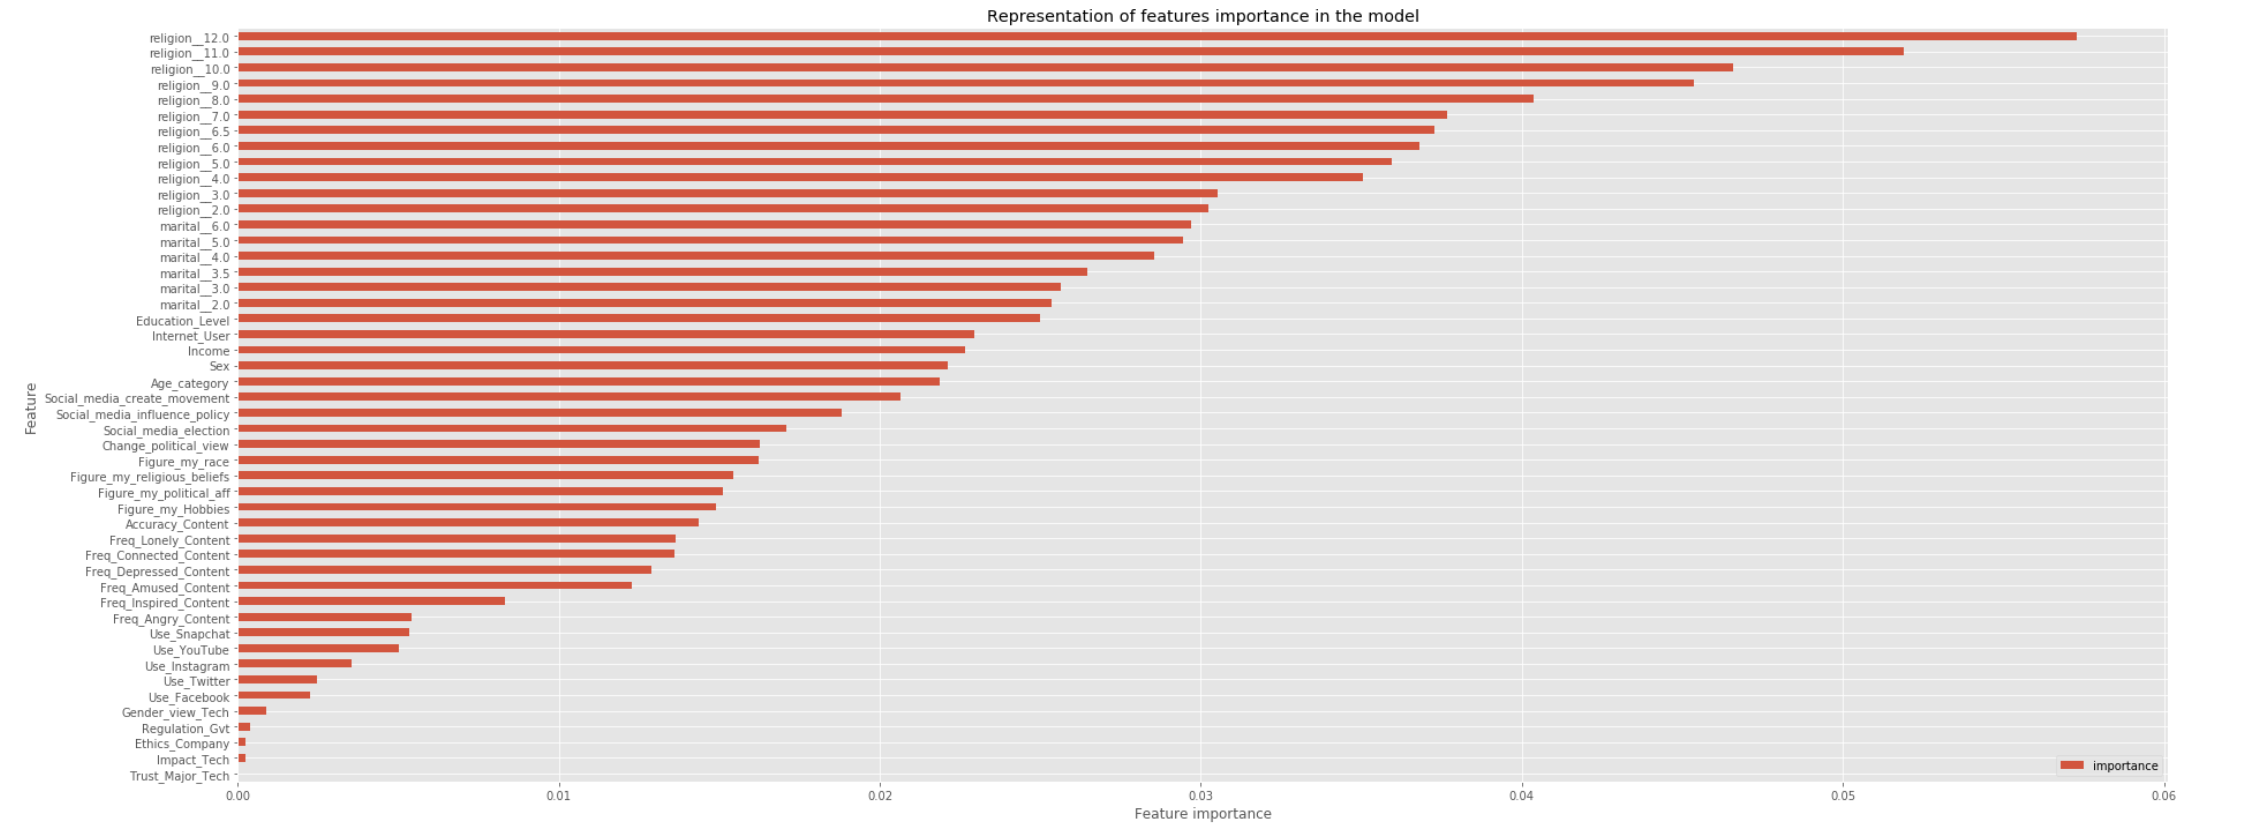 Representation of features importance in the model
religion__12.0
religion__11.0
religion__10.0
religion__9.0
religion__8.0
religion__7.0
religion__6.5
religion__6.0
religion__5.0
religion__4.0
religion__3.0
religion__2.0
marital__6.0
marital__5.0
marital__4.0
marital__3.5
marital__3.0
marital__2.0
Education_Level
Internet_User
Income
Sex
Age_category
Social_media_create_movement
Social_media_influence_policy
Social_media_election
Change_political_view
Figure_my_race
Figure_my_religious_beliefs
Figure_my_political_aff
Figure_my_Hobbies
Accuracy_Content
Freq_Lonely_Content
Freq_Connected_Content
Freq_Depressed_Content
Freq_Amused_Content
Freq_Inspired_Content
Freq_Angry_Content
Use_Snapchat
Use_YouTube
Use_Instagram
Use_Twitter
Use_Facebook
Gender_view_Tech
Regulation_Gvt
Ethics_Company
Impact_Tech
Trust_Major_Tech
Feature
importance
0.00 0.01 0.02 0.03 0.04 0.05 0.06
Feature importance